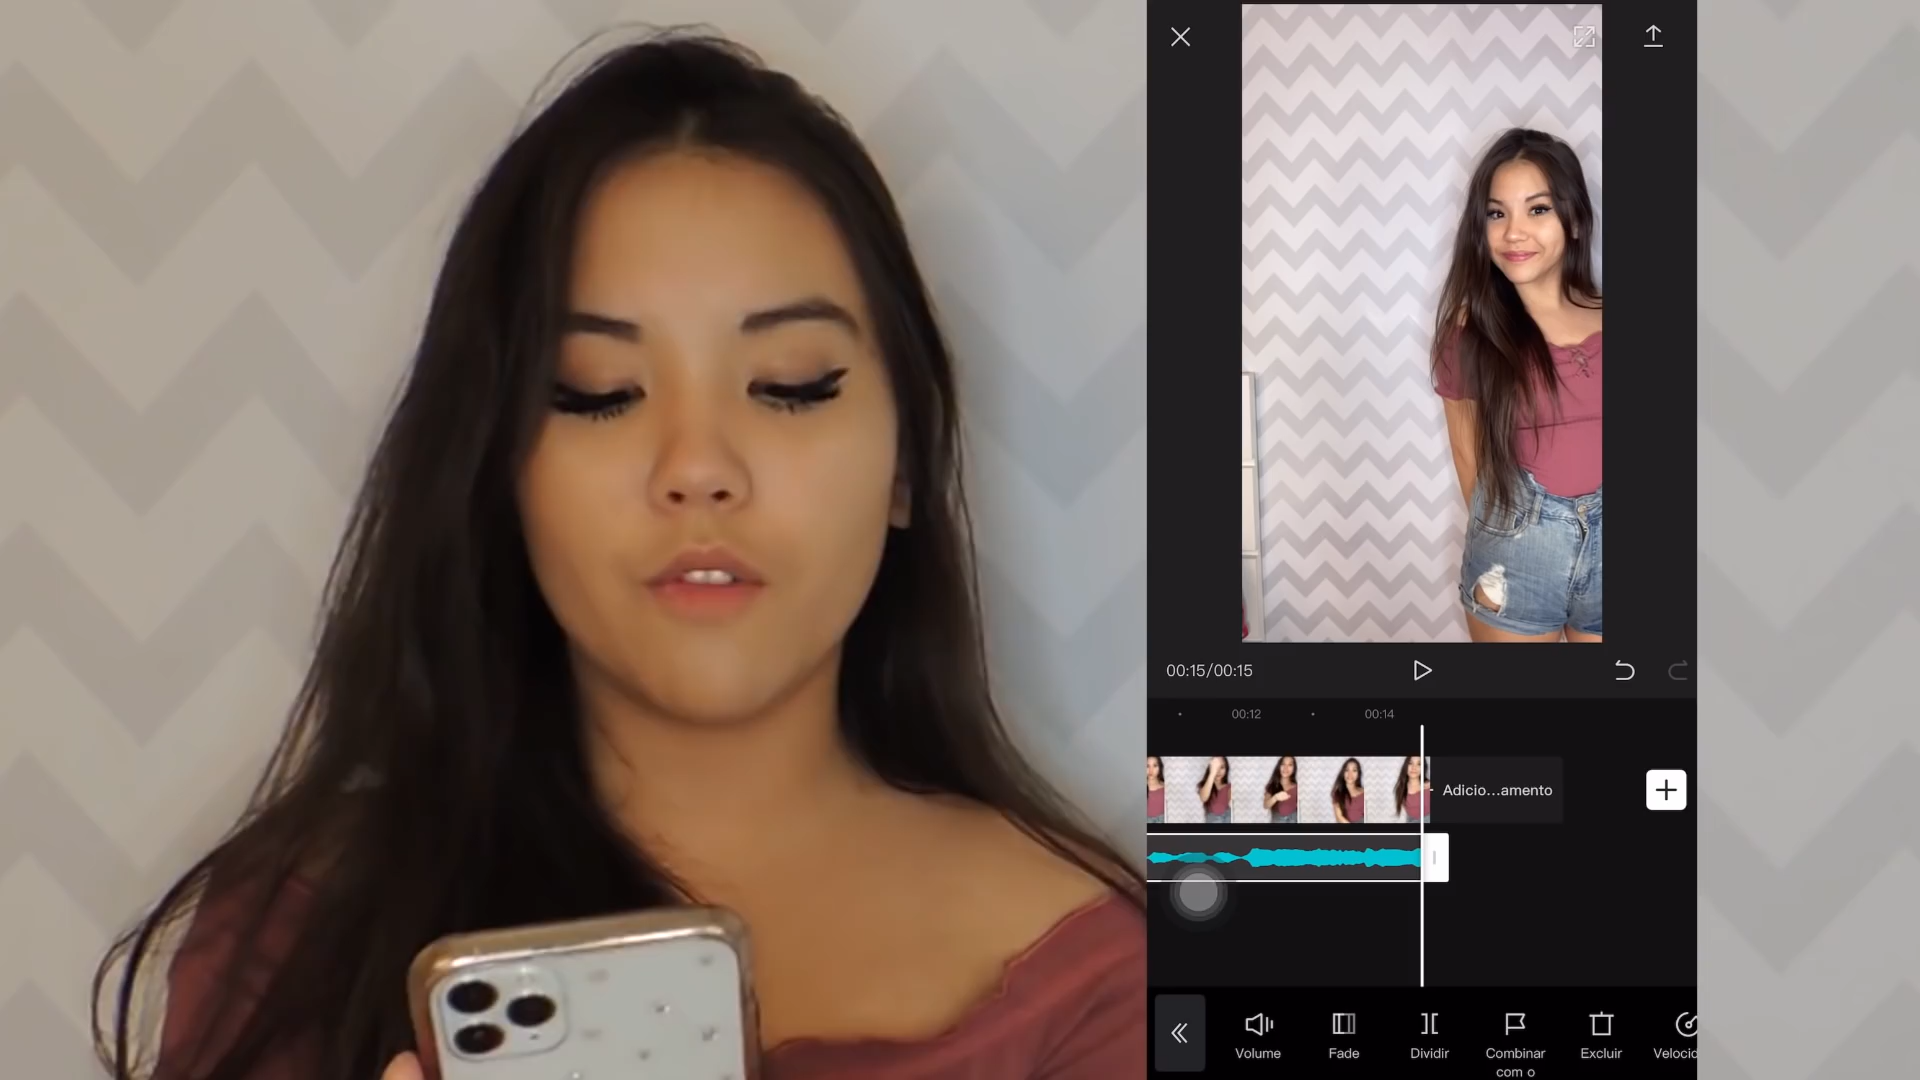 00:15/00:15
00:12
00:14
Adicio...amento
Volume
Fade
Dividir
Combinar
com o
Excluir
Velocid